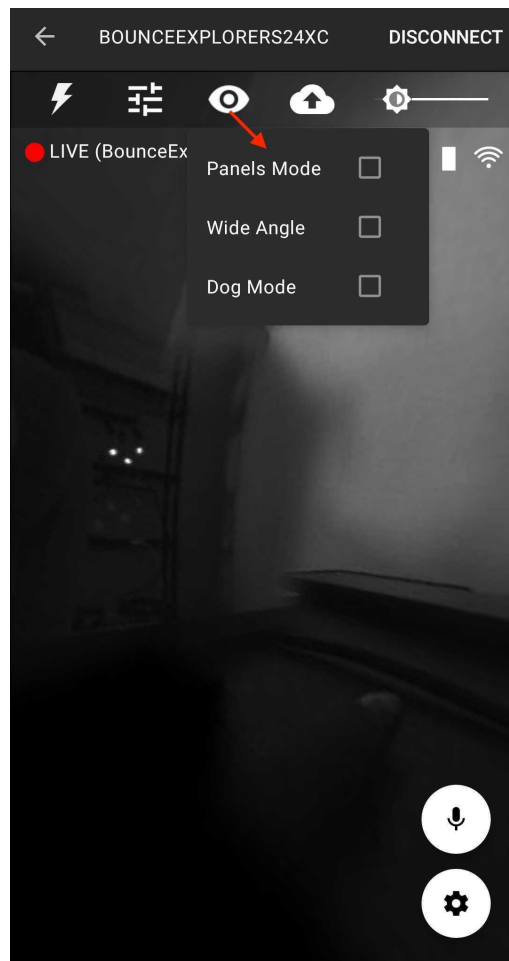 BOUNCEEXPLORERS24XC DISCONNECT
LIVE (BounceEx
Panels Mode
Wide Angle
Dog Mode